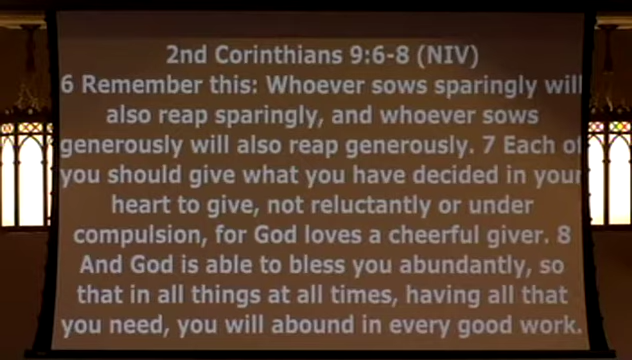 2nd Corinthians 9:6-8 (NIV)
6 Remember this: Whoever sows sparingly will
also reap sparingly, and whoever sows
generously will also reap generously. 7 Each of
you should give what you have decided in your
heart to give, not reluctantly or under
compulsion, for God loves a cheerful giver. 8
And God is able to bless you abundantly, so
that in all things at all times, having all that
you need, you will abound in every good work.